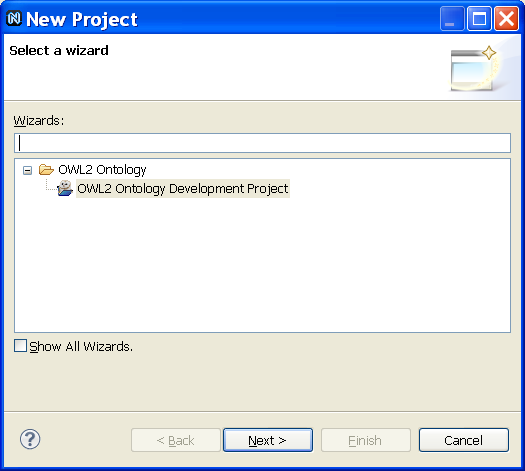 New Project
Select a wizard
Wizards:
OWL2 Ontology
OWL2 Ontology Development Project
Show All Wizards.
? < Back Next > Finish Cancel